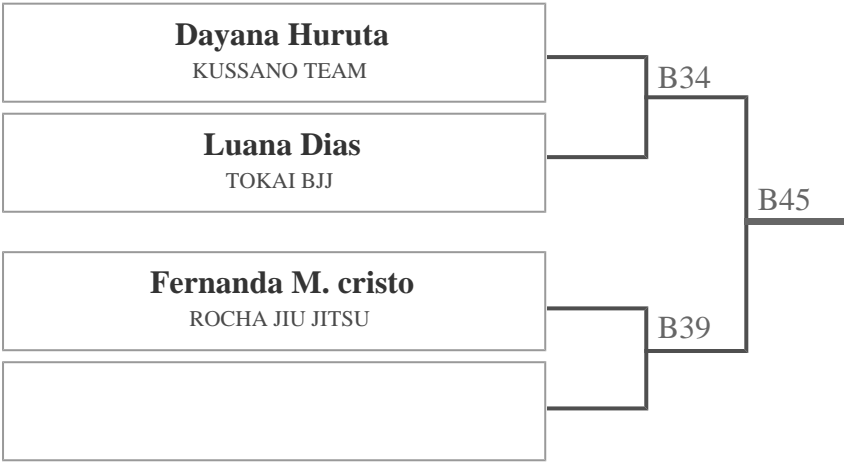 Dayana Huruta
KUSSANO TEAM
B34
Luana Dias
TOKAI BJJ
B45
Fernanda M. cristo
ROCHA JIU JITSU
B39